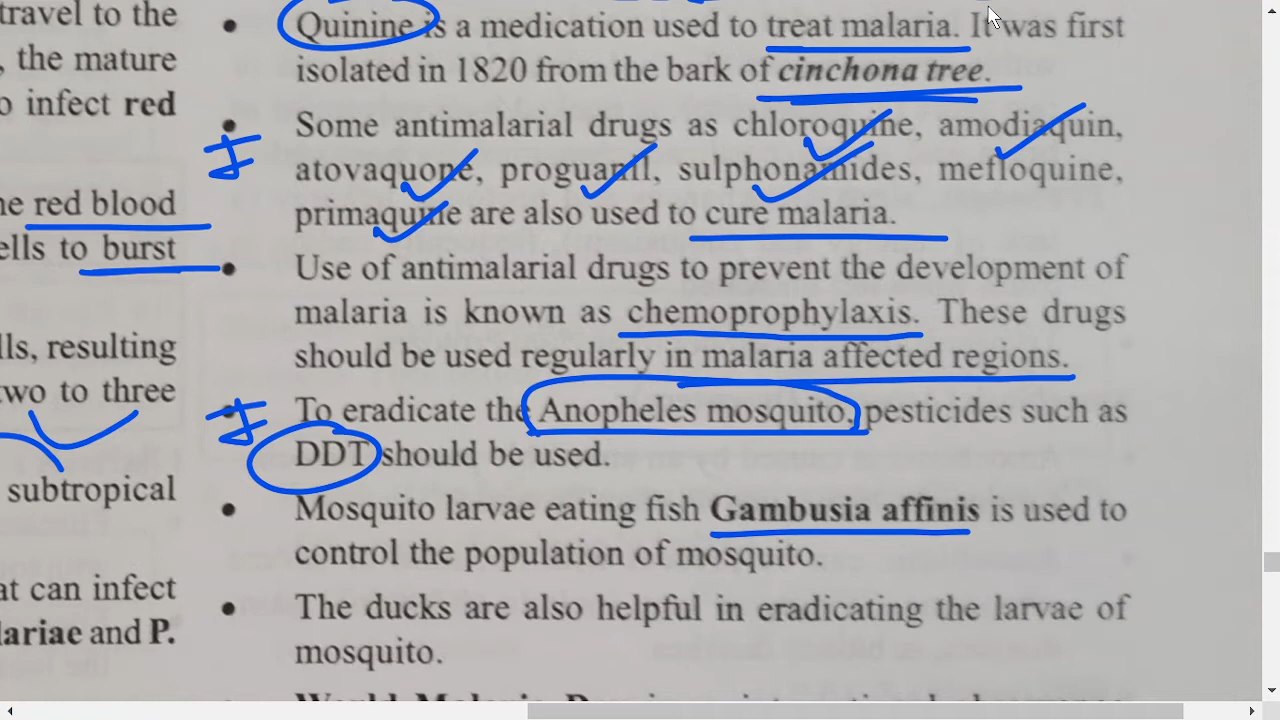 travel to the
, the mature
o infect red
ne red blood
ells to burst
lls, resulting
two to three
subtropical
at can infect
lariae and P.
• Quinine is a medication used to treat malaria. It was first
isolated in 1820 from the bark of cinchona tree.
• Some antimalarial drugs as chloroquine, amodiaquin,
atovaquone, proguanil, sulphonamides, mefloquine,
primaquine are also used to cure malaria.
• Use of antimalarial drugs to prevent the development of
malaria is known as chemoprophylaxis. These drugs
should be used regularly in malaria affected regions.
• To eradicate the Anopheles mosquito, pesticides such as
DDT should be used.
• Mosquito larvae eating fish Gambusia affinis is used to
control the population of mosquito.
• The ducks are also helpful in eradicating the larvae of
mosquito.